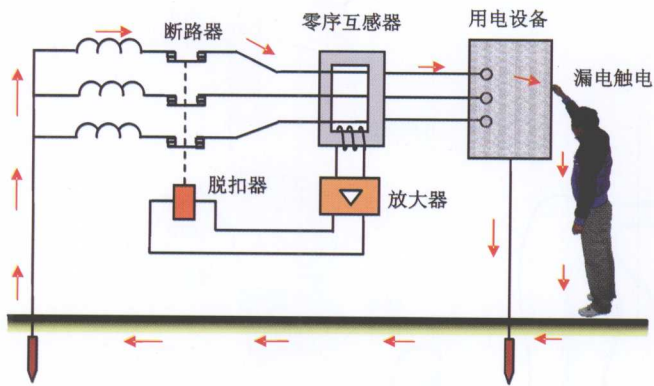 用电设备
零序互感器
断路器
漏电触电
脱扣器
放大器